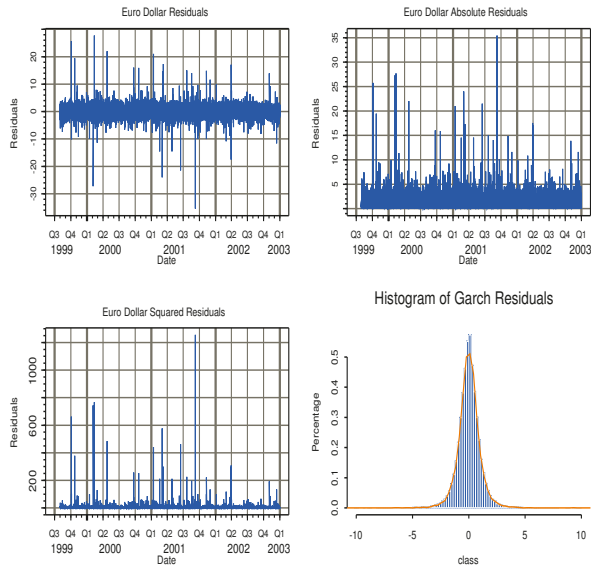 Euro Dollar Residuals
Residuals
20
10
0
-10
-30
Q3 Q4 Q1 Q2 Q3 Q4 Q1 Q2 Q3 Q4 Q1 Q2 Q3 Q4 Q1
1999 2000 2001 2002 2003
Date
Euro Dollar Absolute Residuals
Residuals
35
30
25
20
15
10
5
Q3 Q4 Q1 Q2 Q3 Q4 Q1 Q2 Q3 Q4 Q1 Q2 Q3 Q4 Q1
1999 2000 2001 2002 2003
Date
Euro Dollar Squared Residuals
Residuals
1000
600
200
Q3 Q4 Q1 Q2 Q3 Q4 Q1 Q2 Q3 Q4 Q1 Q2 Q3 Q4 Q1
1999 2000 2001 2002 2003
Date
Histogram of Garch Residuals
Percentage
0.5
0.4
0.3
0.2
0.1
0.0
-10 -5 0 5 10
class